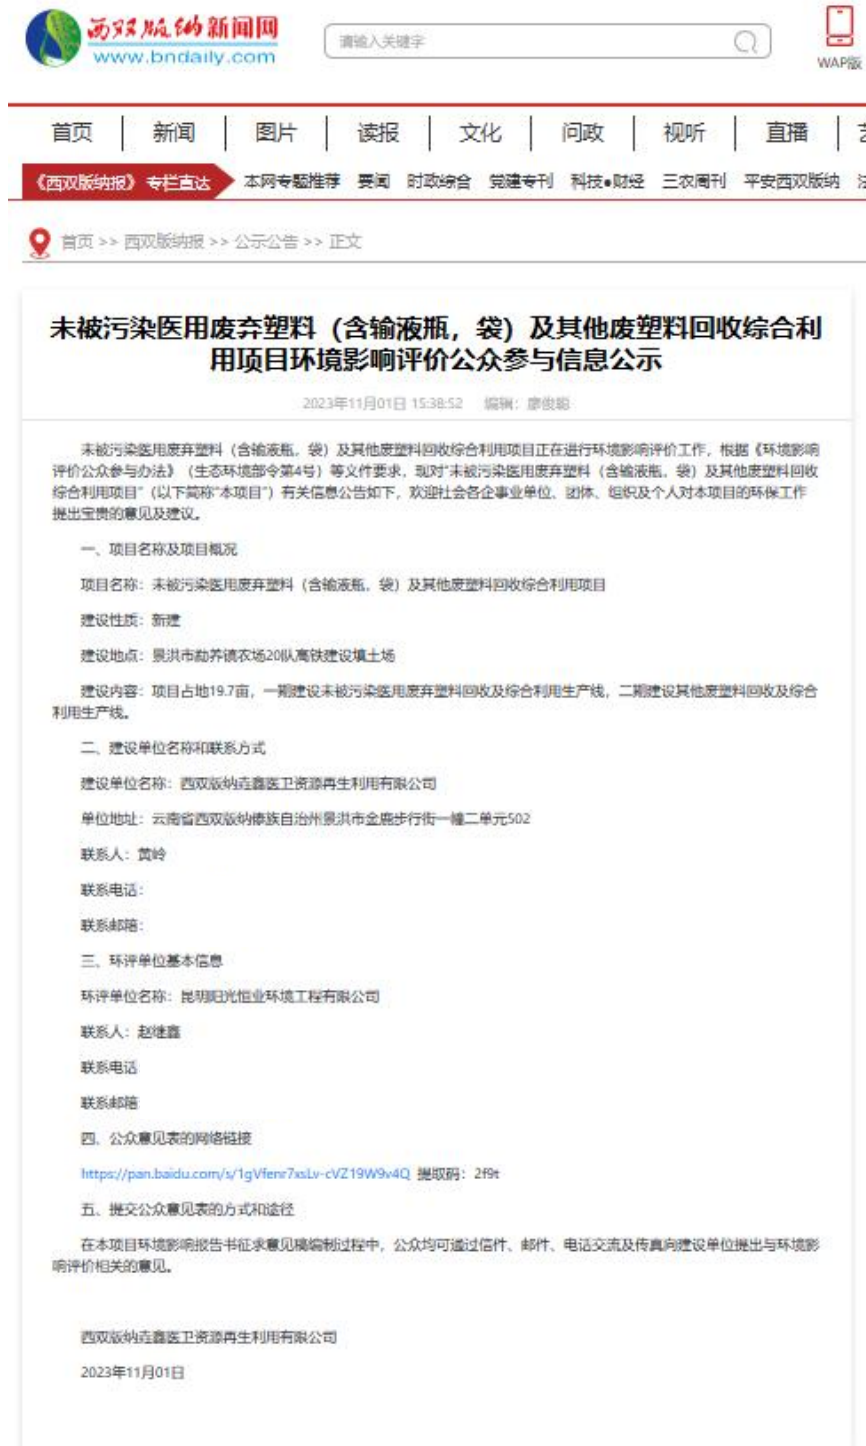 西双版纳新闻网
www.bndaily.com
请输入关键字
WAP版
首页 新闻 图片 读报 文化 问政 视听 直播
《西双版纳报》专栏直达 本网专题推荐 要闻 时政综合 党建专刊 科技●财经 三农周刊 平安西双版纳
首页 >> 西双版纳报 >> 公示公告 >> 正文
未被污染医用废弃塑料（含输液瓶，袋）及其他废塑料回收综合利
用项目环境影响评价公众参与信息公示
2023年11月01日 15:38:52 编辑：廖俊聪
未被污染医用废弃塑料（含输液瓶、袋）及其他废塑料回收综合利用项目正在进行环境影响评价工作，根据《环境影响
评价公众参与办法》（生态环境部令第4号）等文件要求，现对“未被污染医用废弃塑料（含输液瓶、袋）及其他废塑料回收
综合利用项目”（以下简称“本项目”）有关信息公告如下，欢迎社会各企事业单位、团体、组织及个人对本项目的环保工作
提出宝贵的意见及建议。
一、项目名称及项目概况
项目名称：未被污染医用废弃塑料（含输液瓶、袋）及其他废塑料回收综合利用项目
建设性质：新建
建设地点：景洪市勐养镇农场20队高铁建设填土场
建设内容：项目占地19.7亩，一期建设未被污染医用废弃塑料回收及综合利用生产线，二期建设其他废塑料回收及综合
利用生产线。
二、建设单位名称和联系方式
建设单位名称：西双版纳垚鑫医卫资源再生利用有限公司
单位地址：云南省西双版纳傣族自治州景洪市金鹿步行街一幢二单元502
联系人：黄岭
联系电话：
联系邮箱：
三、环评单位基本信息
环评单位名称：昆明阳光恒业环境工程有限公司
联系人：赵继鑫
联系电话
联系邮箱
四、公众意见表的网络链接
https://pan.baidu.com/s/1gVfenr7xsLv-cVZ19W9v4Q 提取码：2f9t
五、提交公众意见表的方式和途径
在本项目环境影响报告书征求意见稿编制过程中，公众均可通过信件、邮件、电话交流及传真向建设单位提出与环境影
响评价相关的意见。
西双版纳垚鑫医卫资源再生利用有限公司
2023年11月01日